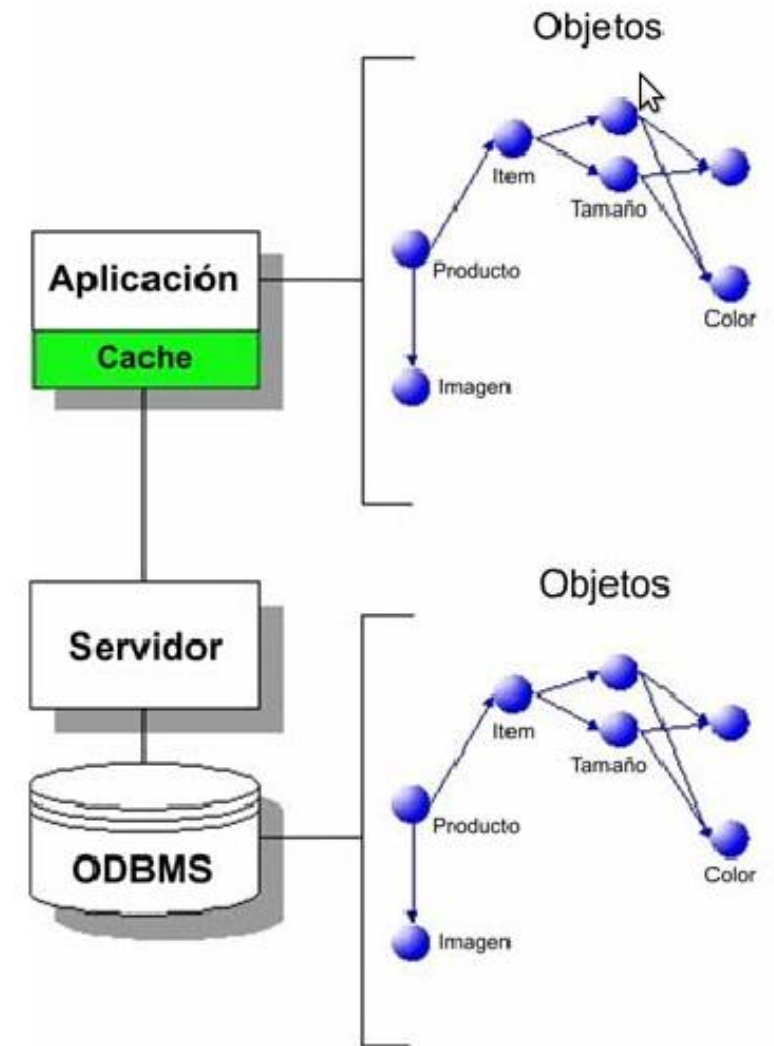 Objetos
Item
Tamaño
Aplicación
Producto
Color
Cache
Imagen
Objetos
Servidor
Item
Tamaño
Producto
ODBMS
Color
Imagen